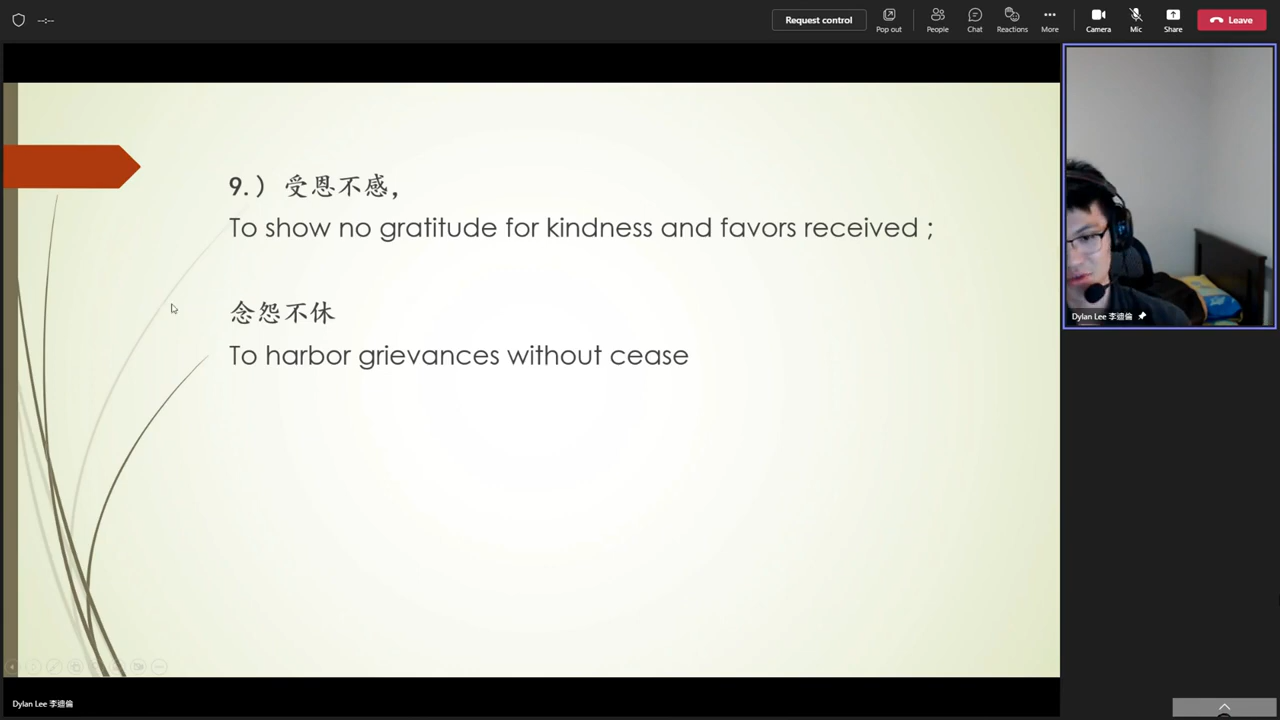 --:--
Request control
Pop out
People
Chat
Reactions
More
Camera
Mic
Share
Leave
9.） 受恩不感，
To show no gratitude for kindness and favors received ;
念怨不休
To harbor grievances without cease
Dylan Lee 李迪倫
Dylan Lee 李迪倫